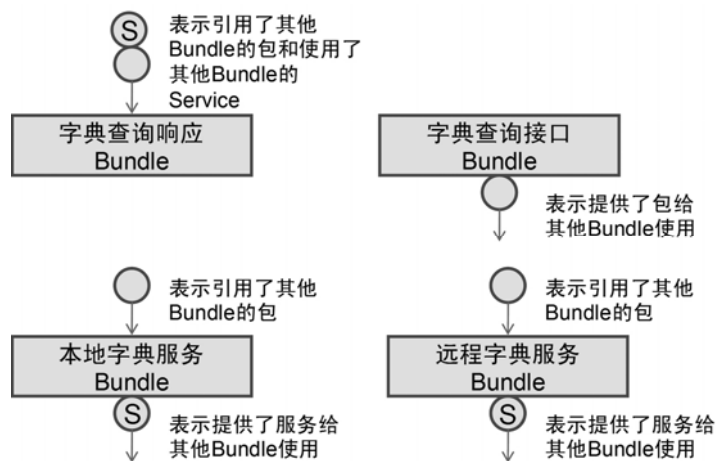 S
表示引用了其他
Bundle的包和使用了
其他Bundle的
Service
字典查询响应
Bundle
字典查询接口
Bundle
表示提供了包给
其他Bundle使用
表示引用了其他
Bundle的包
本地字典服务
Bundle
S
表示提供了服务给
其他Bundle使用
表示引用了其他
Bundle的包
远程字典服务
Bundle
S
表示提供了服务给
其他Bundle使用